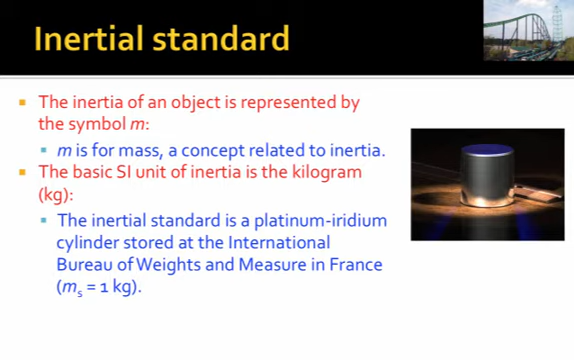 Inertial standard
The inertia of an object is represented by
the symbol m:
m is for mass, a concept related to inertia.
The basic SI unit of inertia is the kilogram
(kg):
The inertial standard is a platinum-iridium
cylinder stored at the International
Bureau of Weights and Measure in France
(ms = 1 kg).